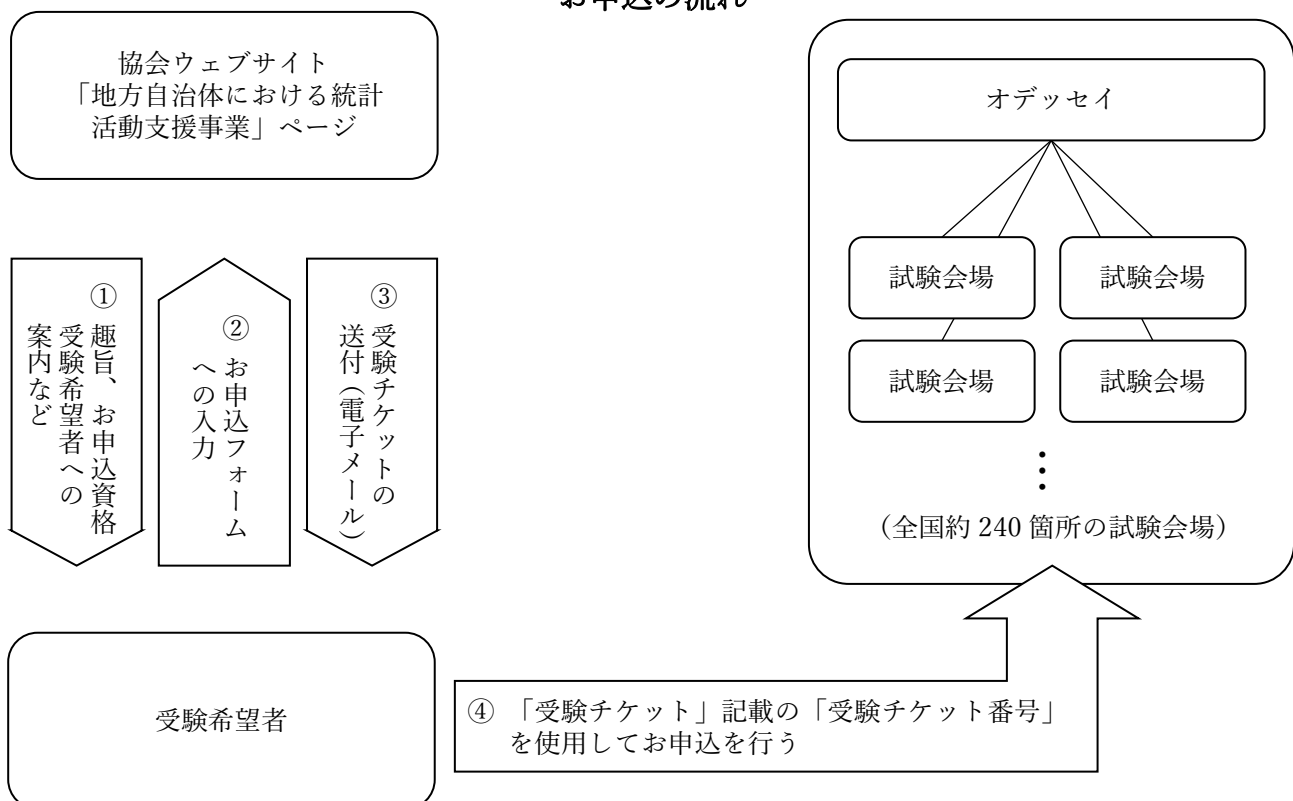 お申込の流れ
協会ウェブサイト
「地方自治体における統計
活動支援事業」ページ
オデッセイ
試験会場
試験会場
試験会場
試験会場
(全国約 240 箇所の試験会場)
①
趣旨、お申込資格
受験希望者への
案内など
②
お申込フォーム
への入力
③
受験チケットの
送付(電子メール)
受験希望者
④ 「受験チケット」記載の「受験チケット番号」
を使用してお申込を行う